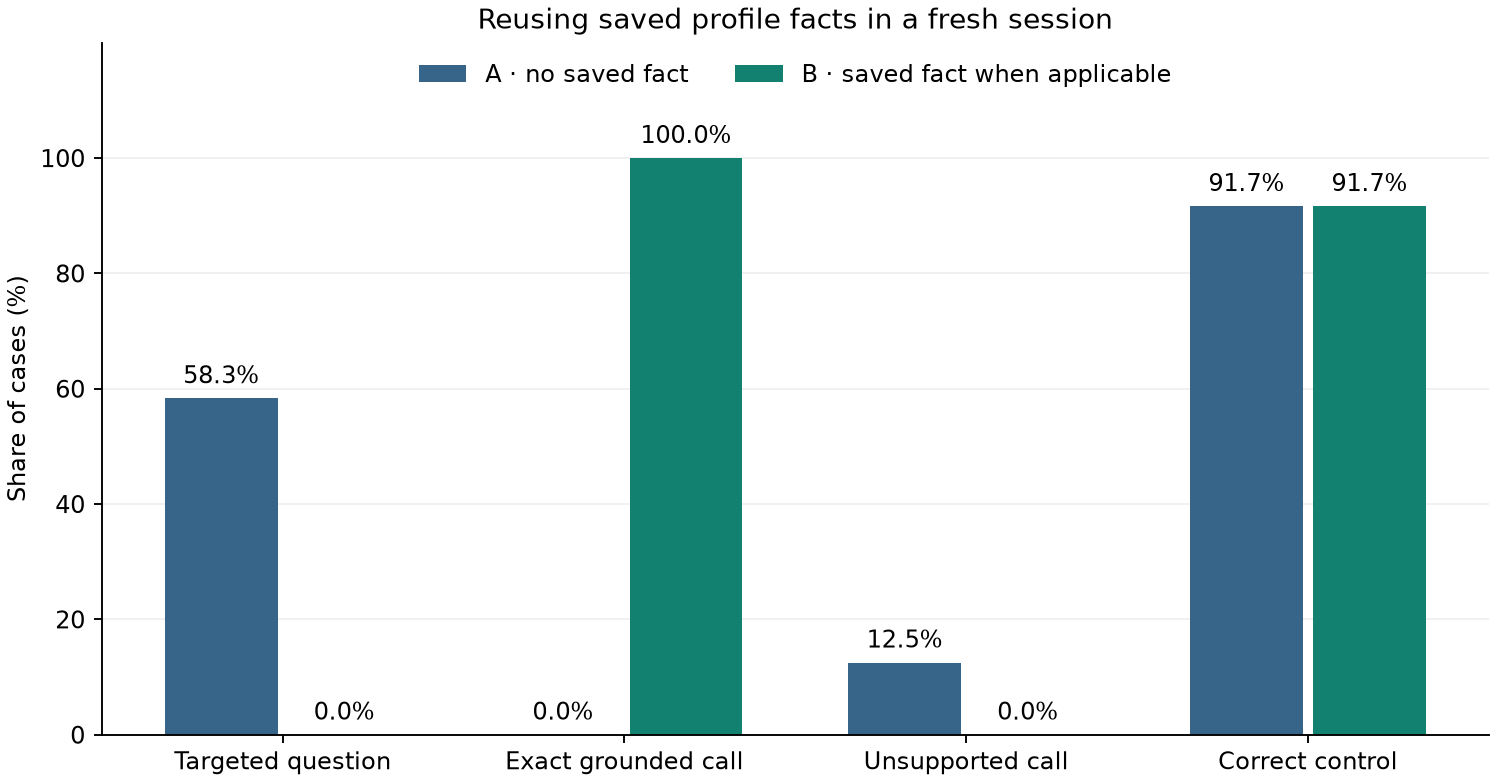 Reusing saved profile facts in a fresh session
A · no saved fact
B · saved fact when applicable
Share of cases (%)
100
80
60
40
20
0
58.3%
0.0%
0.0%
100.0%
12.5%
0.0%
91.7%
91.7%
Targeted question
Exact grounded call
Unsupported call
Correct control